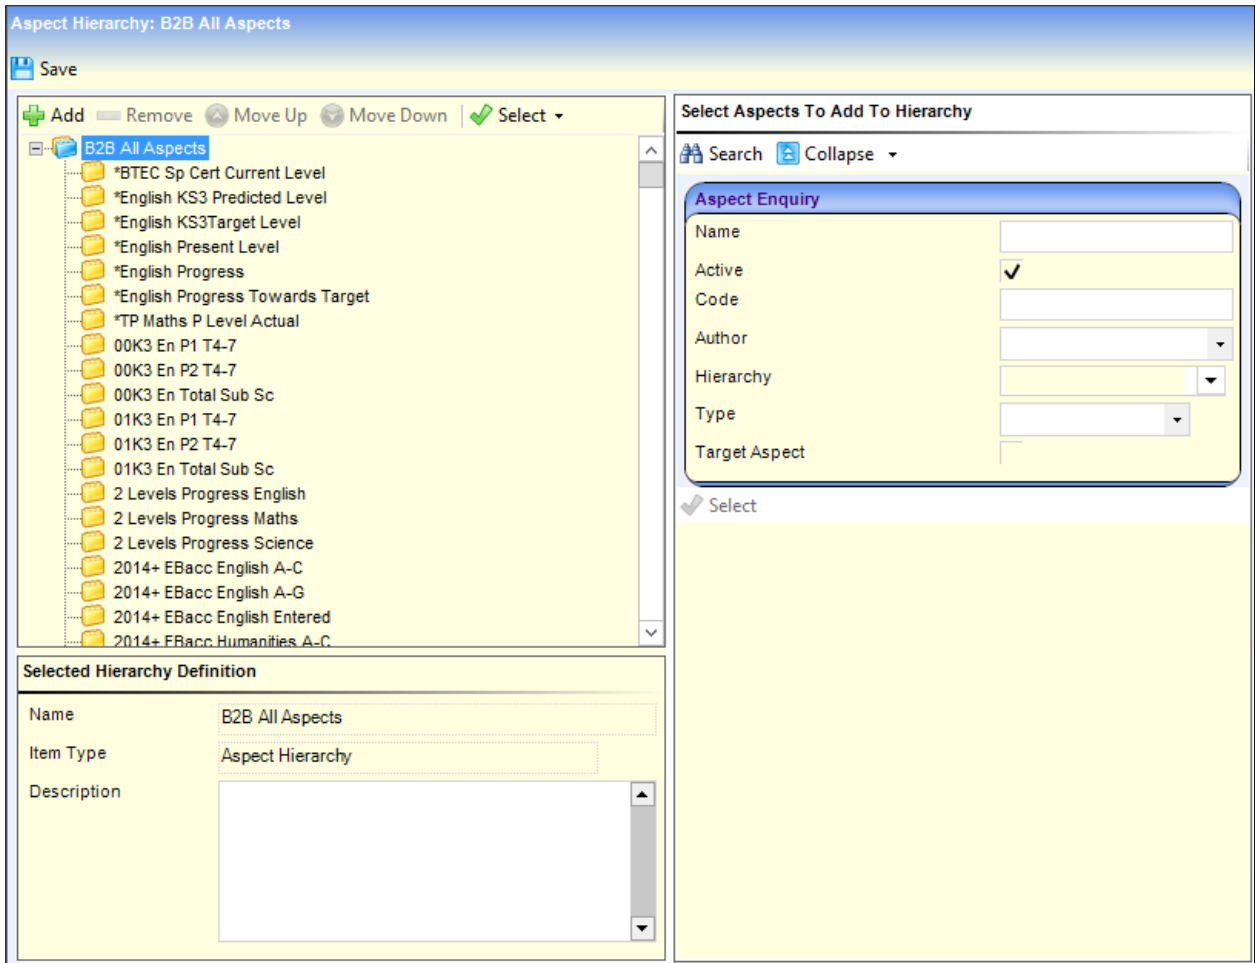 Aspect Hierarchy: B2B All Aspects
Save
Add Remove Move Up Move Down Select
B2B All Aspects
*BTEC Sp Cert Current Level
*English KS3 Predicted Level
*English KS3Target Level
*English Present Level
*English Progress
*English Progress Towards Target
*TP Maths P Level Actual
00K3 En P1 T4-7
00K3 En P2 T4-7
00K3 En Total Sub Sc
01K3 En P1 T4-7
01K3 En P2 T4-7
01K3 En Total Sub Sc
2 Levels Progress English
2 Levels Progress Maths
2 Levels Progress Science
2014+ EBacc English A-C
2014+ EBacc English A-G
2014+ EBacc English Entered
2014+ EBacc Humanities A-C
Selected Hierarchy Definition
Name B2B All Aspects
Item Type Aspect Hierarchy
Description
Select Aspects To Add To Hierarchy
Search Collapse
Aspect Enquiry
Name
Active
Code
Author
Hierarchy
Type
Target Aspect
Select